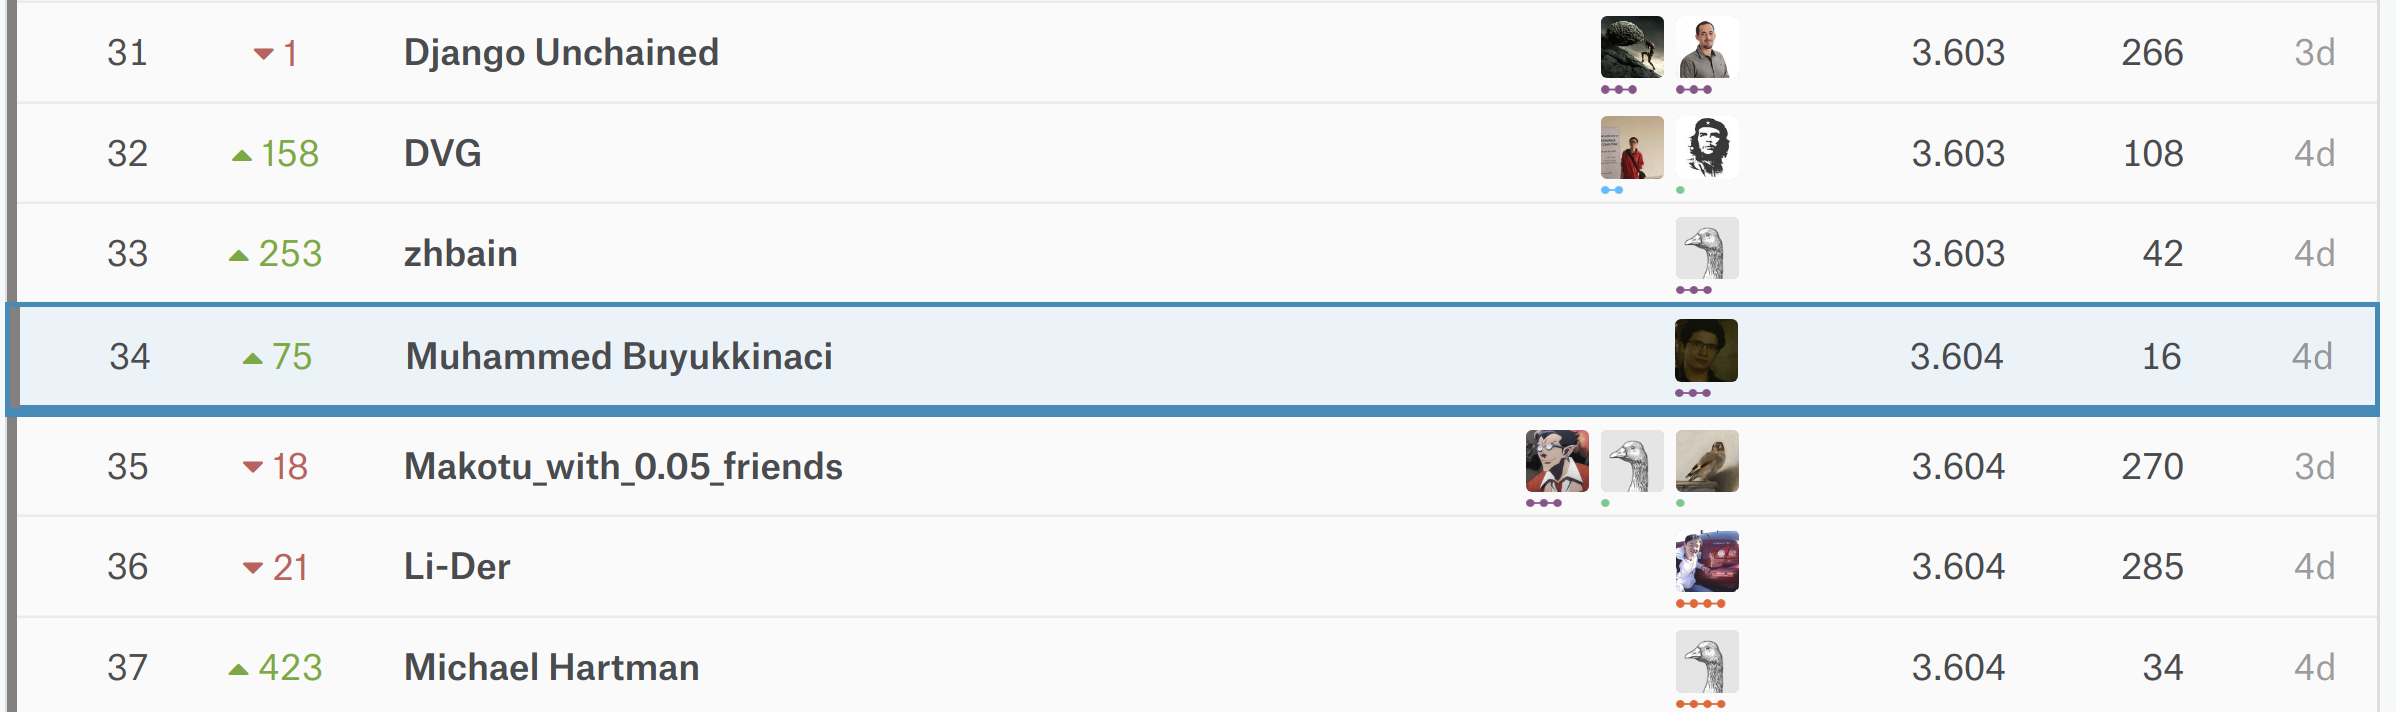 31 ▼ 1 Django Unchained 3.603 266 3d
32 ▲ 158 DVG 3.603 108 4d
33 ▲ 253 zhbain 3.603 42 4d
34 ▲ 75 Muhammed Buyukkinaci 3.604 16 4d
35 ▼ 18 Makotu_with_0.05_friends 3.604 270 3d
36 ▼ 21 Li-Der 3.604 285 4d
37 ▲ 423 Michael Hartman 3.604 34 4d